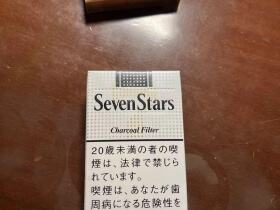 SevenStars
Charcoal Filter
20歳未満の者の喫
煙は、法律で禁じら
れています。
喫煙は、あなたが歯
周病になる危険性を